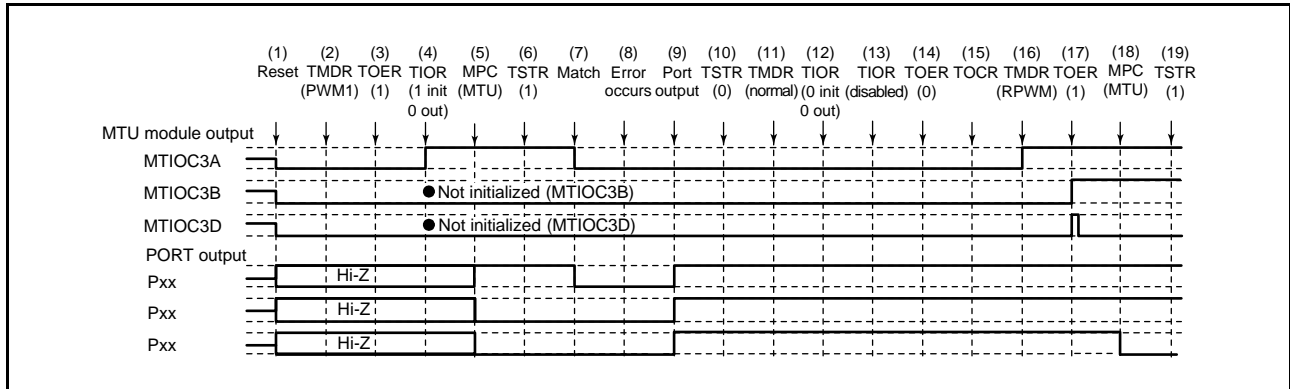 (1) (2) (3) (4) (5) (6) (7) (8) (9) (10) (11) (12) (13) (14) (15) (16) (17) (18) (19)
Reset TMDR TOER TIOR MPC TSTR Match Error Port TSTR TMDR TIOR TIOR TOER TOCR TMDR TOER MPC TSTR
(PWM1) (1) (1 init (MTU) (1) occurs output (0) (normal) (0 init (disabled) (0) (RPWM) (1) (MTU) (1)
0 out) 0 out)
MTU module output
MTIOC3A
MTIOC3B ● Not initialized (MTIOC3B)
MTIOC3D ● Not initialized (MTIOC3D)
PORT output
Pxx Hi-Z
Pxx Hi-Z
Pxx Hi-Z